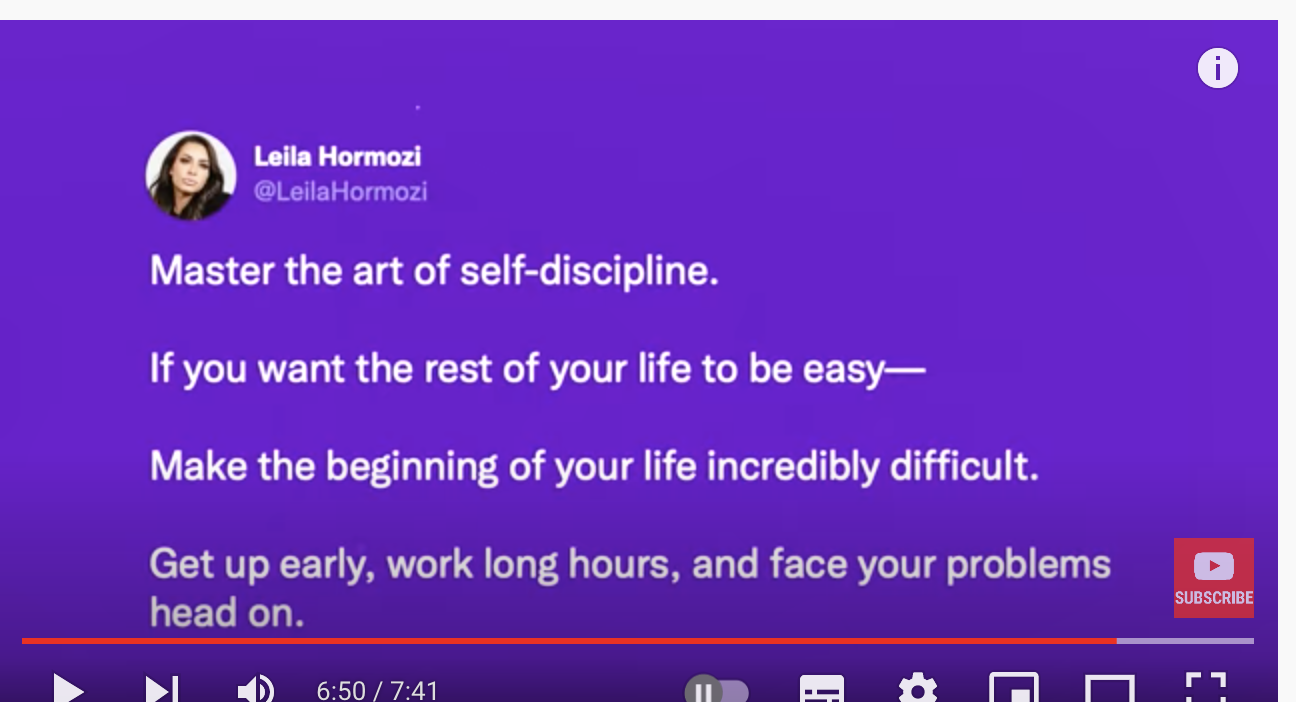 Leila Hormozi
@LeilaHormozi
Master the art of self-discipline.
If you want the rest of your life to be easy—
Make the beginning of your life incredibly difficult.
Get up early, work long hours, and face your problems
head on.
SUBSCRIBE
6:50 / 7:41